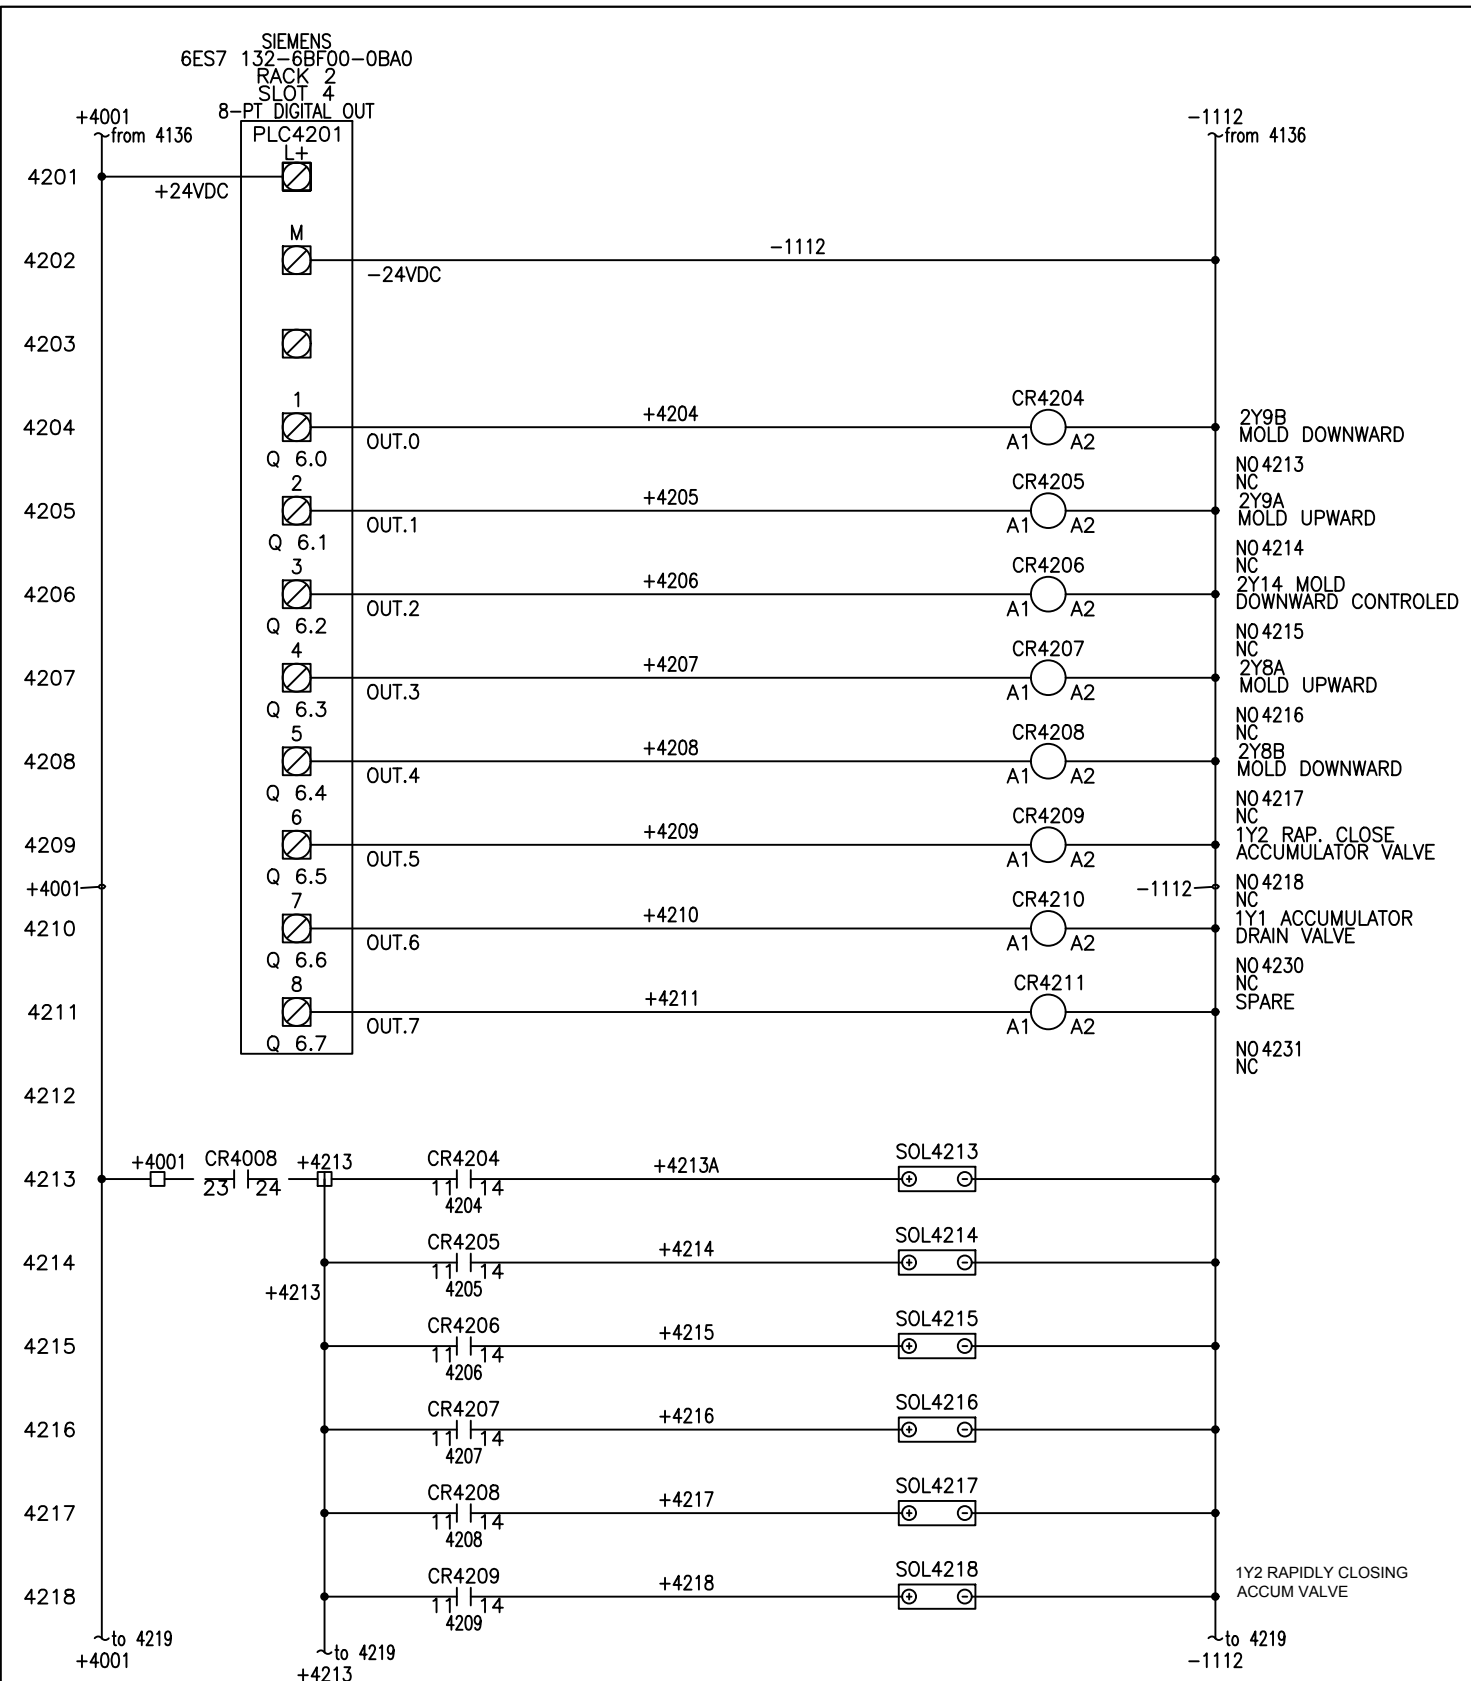 SIEMENS
6ES7 132-6BF00-0BA0
RACK 2
SLOT 4
8-PT DIGITAL OUT
+4001
from 4136
PLC4201
-1112
from 4136
L+
4201
+24VDC
M
4202
-1112
-24VDC
4203
1
+4204
CR4204
4204
OUT.0
A1 A2
2Y9B
MOLD DOWNWARD
Q 6.0
NO 4213
NC
2
+4205
CR4205
4205
OUT.1
A1 A2
2Y9A
MOLD UPWARD
Q 6.1
NO 4214
NC
3
+4206
CR4206
4206
OUT.2
A1 A2
2Y14 MOLD
DOWNWARD CONTROLED
Q 6.2
NO 4215
NC
4
+4207
CR4207
4207
OUT.3
A1 A2
2Y8A
MOLD UPWARD
Q 6.3
NO 4216
NC
5
+4208
CR4208
4208
OUT.4
A1 A2
2Y8B
MOLD DOWNWARD
Q 6.4
NO 4217
NC
6
+4209
CR4209
4209
OUT.5
A1 A2
1Y2 RAP. CLOSE
ACCUMULATOR VALVE
Q 6.5
+4001
-1112
NO 4218
NC
7
+4210
CR4210
4210
OUT.6
A1 A2
1Y1 ACCUMULATOR
DRAIN VALVE
Q 6.6
NO 4230
NC
8
+4211
CR4211
4211
OUT.7
A1 A2
SPARE
Q 6.7
NO 4231
NC
4212
+4001 CR4008 +4213 CR4204 +4213A SOL4213
4213
23 24 11 14
4204
CR4205 +4214 SOL4214
4214
11 14
+4213
4205
CR4206 +4215 SOL4215
4215
11 14
4206
CR4207 +4216 SOL4216
4216
11 14
4207
CR4208 +4217 SOL4217
4217
11 14
4208
CR4209 +4218 SOL4218
4218
11 14
4209
1Y2 RAPIDLY CLOSING
ACCUM VALVE
to 4219
+4001
to 4219
+4213
to 4219
-1112